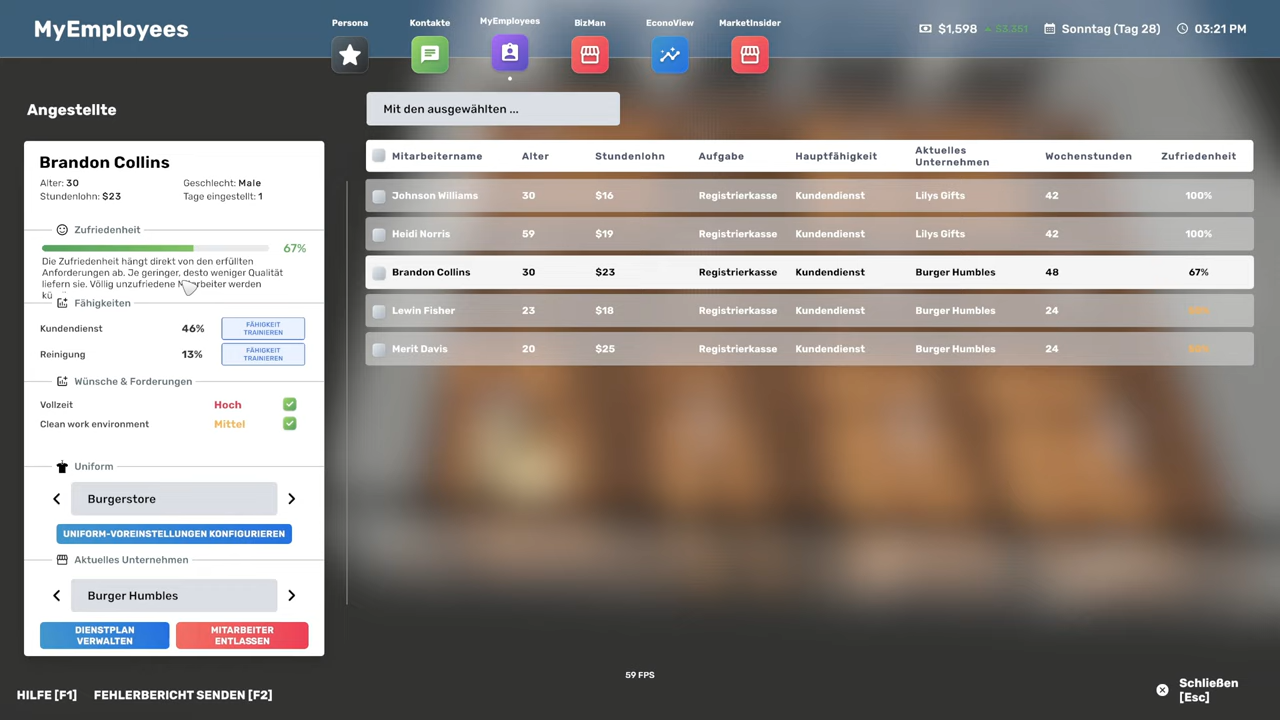 MyEmployees
Persona
Kontakte
MyEmployees
BizMan
EconoView
MarketInsider
$1,598
$3,351
Sonntag (Tag 28)
03:21 PM
Angestellte
Mit den ausgewählten ...
Brandon Collins
Alter: 30
Geschlecht: Male
Stundenlohn: $23
Tage eingestellt: 1
Zufriedenheit
67%
Die Zufriedenheit hängt direkt von den erfüllten
Anforderungen ab. Je geringer, desto weniger Qualität
liefern sie. Völlig unzufriedene Mitarbeiter werden
Fähigkeiten
Kundendienst 46% FÄHIGKEIT
TRAINIEREN
Reinigung 13% FÄHIGKEIT
TRAINIEREN
Wünsche & Forderungen
Vollzeit Hoch
Clean work environment Mittel
Uniform
Burgerstore
UNIFORM-VOREINSTELLUNGEN KONFIGURIEREN
Aktuelles Unternehmen
Burger Humbles
DIENSTPLAN
VERWALTEN
MITARBEITER
ENTLASSEN
Mitarbeitername Alter Stundenlohn Aufgabe Hauptfähigkeit Aktuelles
Unternehmen Wochenstunden Zufriedenheit
Johnson Williams 30 $16 Registrierkasse Kundendienst Lilys Gifts 42 100%
Heidi Norris 59 $19 Registrierkasse Kundendienst Lilys Gifts 42 100%
Brandon Collins 30 $23 Registrierkasse Kundendienst Burger Humbles 48 67%
Lewin Fisher 23 $18 Registrierkasse Kundendienst Burger Humbles 24
Merit Davis 20 $25 Registrierkasse Kundendienst Burger Humbles 24
59 FPS
HILFE [F1] FEHLERBERICHT SENDEN [F2]
Schließen
[Esc]